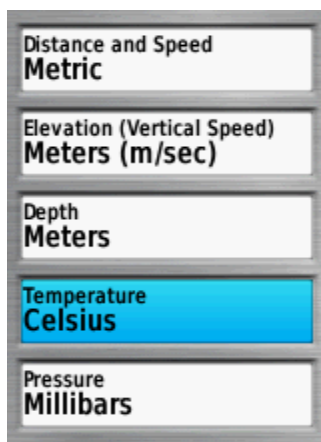 Distance and Speed
Metric
Elevation (Vertical Speed)
Meters (m/sec)
Depth
Meters
Temperature
Celsius
Pressure
Millibars